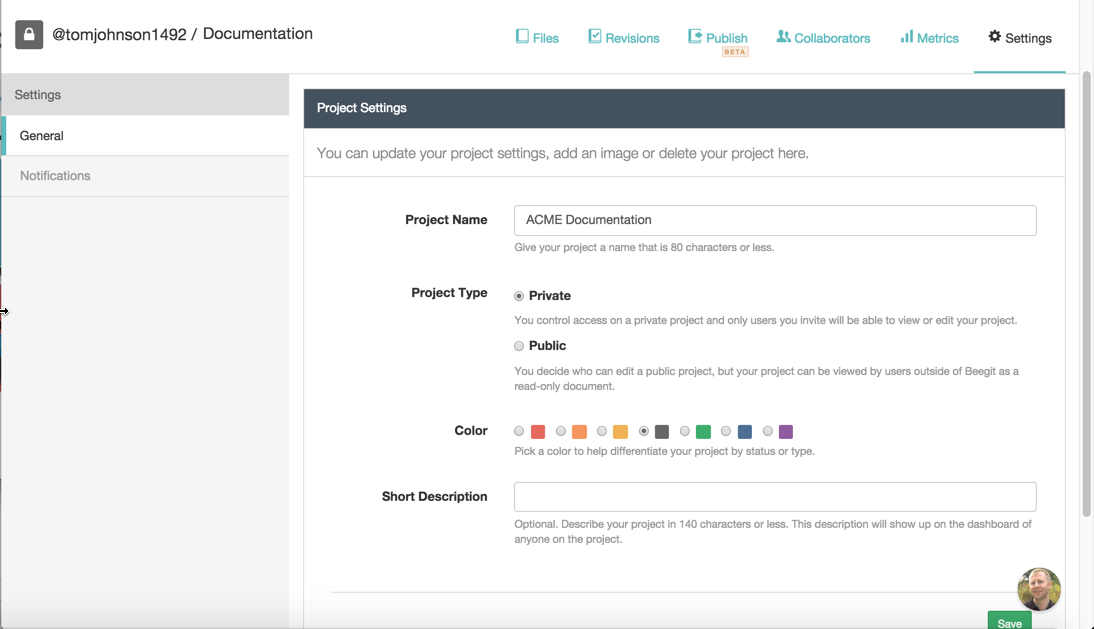 @tomjohnson1492 / Documentation
Files
Revisions
Publish
BETA
Collaborators
Metrics
Settings
Settings
General
Notifications
Project Settings
You can update your project settings, add an image or delete your project here.
Project Name
ACME Documentation
Give your project a name that is 80 characters or less.
Project Type
Private
You control access on a private project and only users you invite will be able to view or edit your project.
Public
You decide who can edit a public project, but your project can be viewed by users outside of Beegit as a
read-only document.
Color
Pick a color to help differentiate your project by status or type.
Short Description
Optional. Describe your project in 140 characters or less. This description will show up on the dashboard of
anyone on the project.
Save